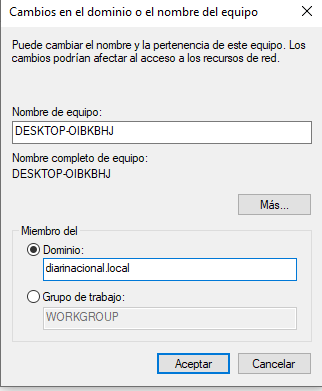 Cambios en el dominio o el nombre del equipo
Puede cambiar el nombre y la pertenencia de este equipo. Los
cambios podrían afectar al acceso a los recursos de red.
Nombre de equipo:
DESKTOP-OIBKBHJ
Nombre completo de equipo:
DESKTOP-OIBKBHJ
Más...
Miembro del
Dominio:
diarinacional.local
Grupo de trabajo:
WORKGROUP
Aceptar
Cancelar